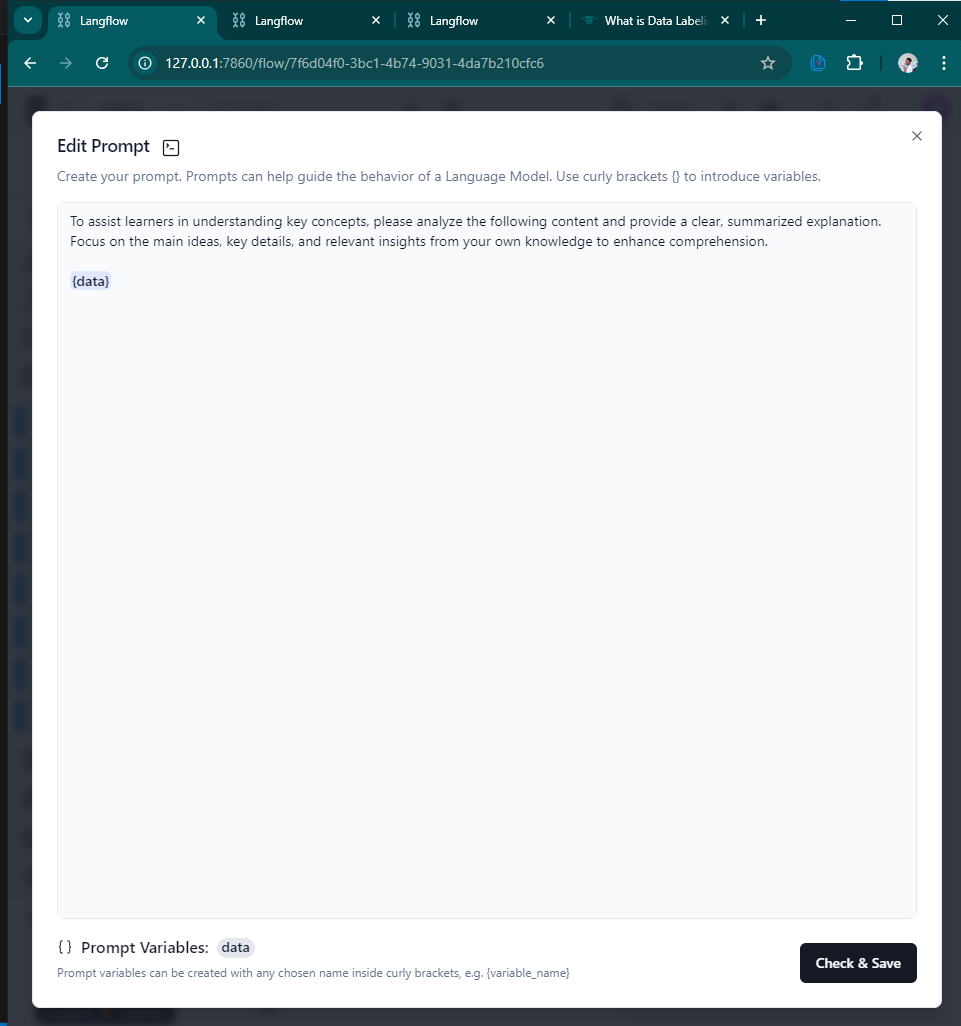 Langflow
Langflow
Langflow
What is Data Labeli
127.0.0.1:7860/flow/7f6d04f0-3bc1-4b74-9031-4da7b210cfc6
Edit Prompt
Create your prompt. Prompts can help guide the behavior of a Language Model. Use curly brackets {} to introduce variables.
To assist learners in understanding key concepts, please analyze the following content and provide a clear, summarized explanation.
Focus on the main ideas, key details, and relevant insights from your own knowledge to enhance comprehension.
{data}
{ } Prompt Variables: data
Prompt variables can be created with any chosen name inside curly brackets, e.g. {variable_name}
Check & Save